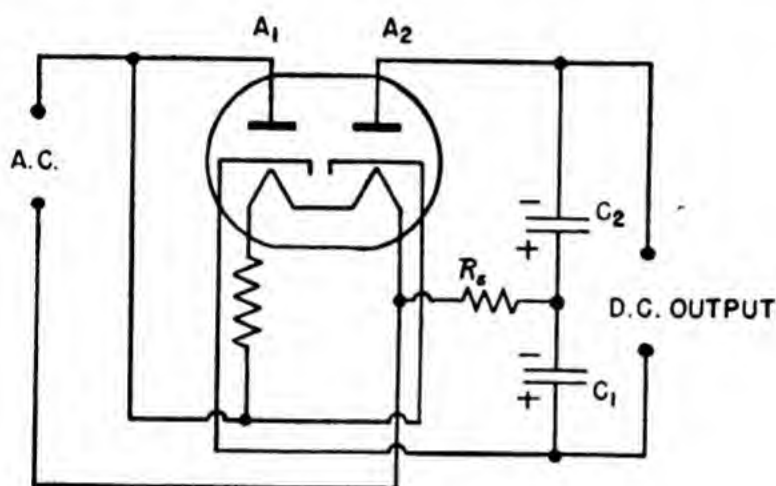 A1 A2
A.C.
- C2
+
Rs
D.C. OUTPUT
- C1
+